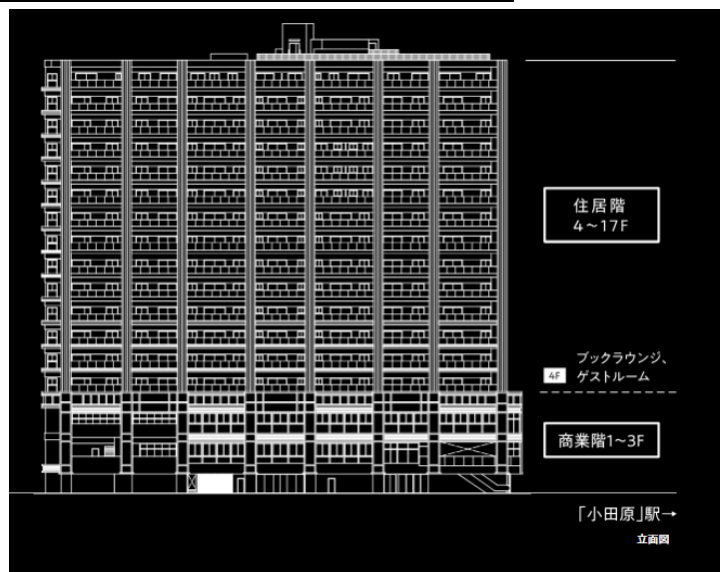 住居階
4～17F
ブックラウンジ、
4F ゲストルーム
商業階1～3F
「小田原」駅→
立面図